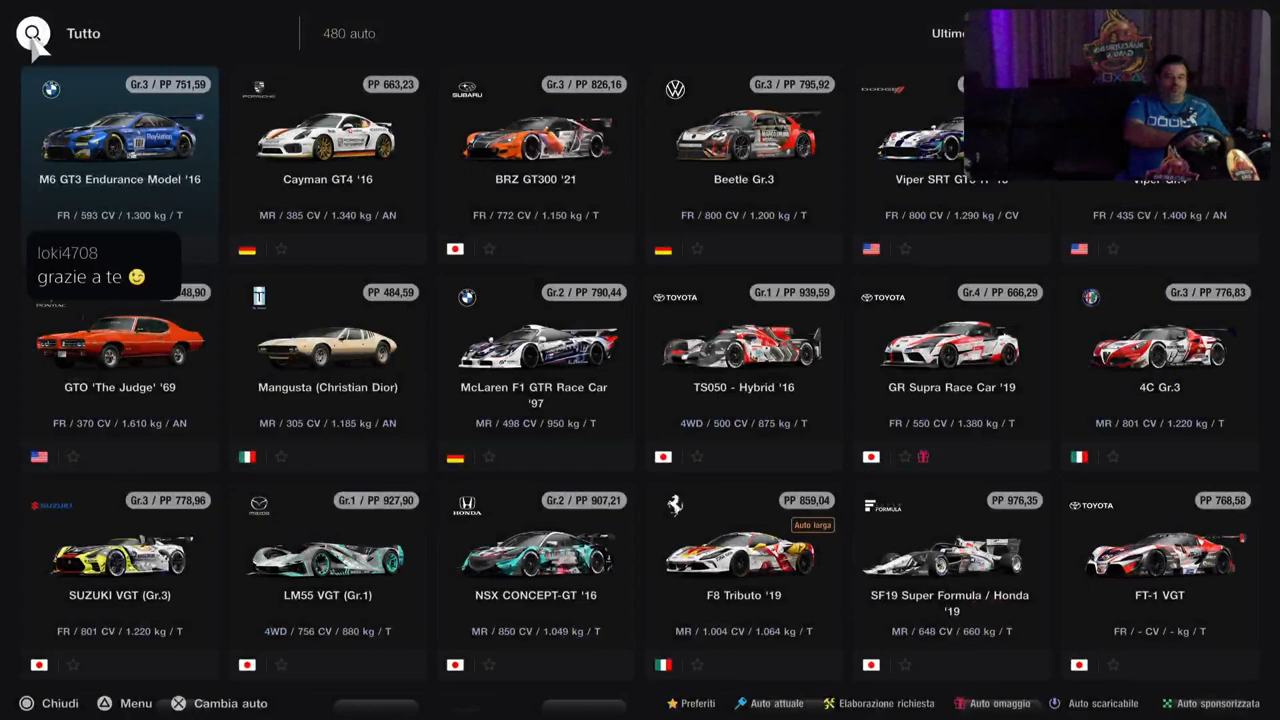 Tutto
480 auto
Ultimo
Gr.3 / PP 751,59
M6 GT3 Endurance Model '16
FR / 593 CV / 1.300 kg / T
PORSCHE
PP 663,23
Cayman GT4 '16
MR / 385 CV / 1.340 kg / AN
SUBARU
Gr.3 / PP 826,16
BRZ GT300 '21
FR / 772 CV / 1.150 kg / T
Gr.3 / PP 795,92
Beetle Gr.3
FR / 800 CV / 1.200 kg / T
DODGE
Viper SRT
FR / 800 CV / 1.290 kg / CV
FR / 435 CV / 1.400 kg / AN
loki4708
grazie a te 😉
PONTIAC
48,90
GTO 'The Judge' '69
FR / 370 CV / 1.610 kg / AN
PP 484,59
Mangusta (Christian Dior)
MR / 305 CV / 1.185 kg / AN
Gr.2 / PP 790,44
McLaren F1 GTR Race Car
'97
MR / 498 CV / 950 kg / T
TOYOTA
Gr.1 / PP 939,59
TS050 - Hybrid '16
4WD / 500 CV / 875 kg / T
TOYOTA
Gr.4 / PP 666,29
GR Supra Race Car '19
FR / 550 CV / 1.380 kg / T
Gr.3 / PP 776,83
4C Gr.3
MR / 801 CV / 1.220 kg / T
SUZUKI
Gr.3 / PP 778,96
SUZUKI VGT (Gr.3)
FR / 801 CV / 1.220 kg / T
mazda
Gr.1 / PP 927,90
LM55 VGT (Gr.1)
4WD / 756 CV / 880 kg / T
HONDA
Gr.2 / PP 907,21
NSX CONCEPT-GT '16
MR / 850 CV / 1.049 kg / T
PP 859,04
Auto larga
F8 Tributo '19
MR / 1.004 CV / 1.064 kg / T
FORMULA
PP 976,35
SF19 Super Formula / Honda
'19
MR / 648 CV / 660 kg / T
TOYOTA
PP 768,58
FT-1 VGT
FR / - CV / - kg / T
Chiudi
Menu
Cambia auto
Preferiti
Auto attuale
Elaborazione richiesta
Auto omaggio
Auto scaricabile
Auto sponsorizzata